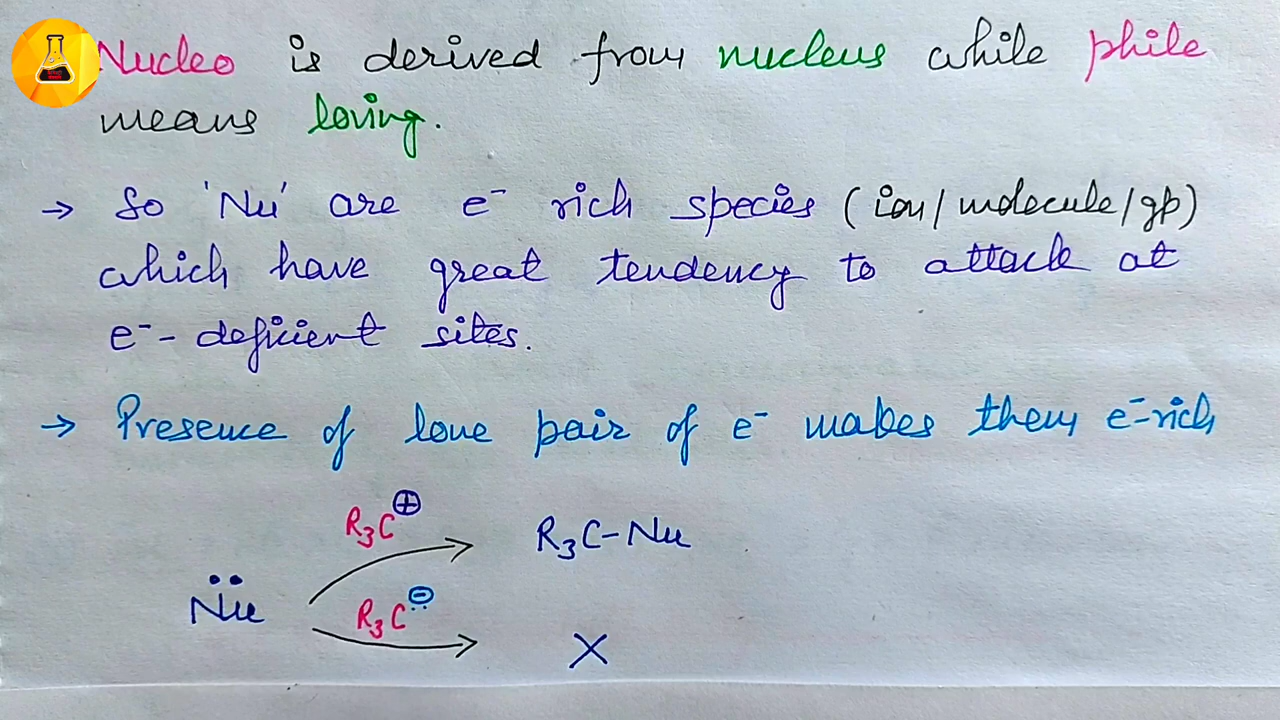 Nucleo is derived from nucleus while phile
means loving.
→ So 'Nu' are e⁻ rich species (ion/molecule/gp)
which have great tendency to attack at
e⁻-deficient sites.
→ Presence of lone pair of e⁻ makes them e⁻-rich
R₃C⊕
R₃C-Nu
N̈u
R₃C⊖
X